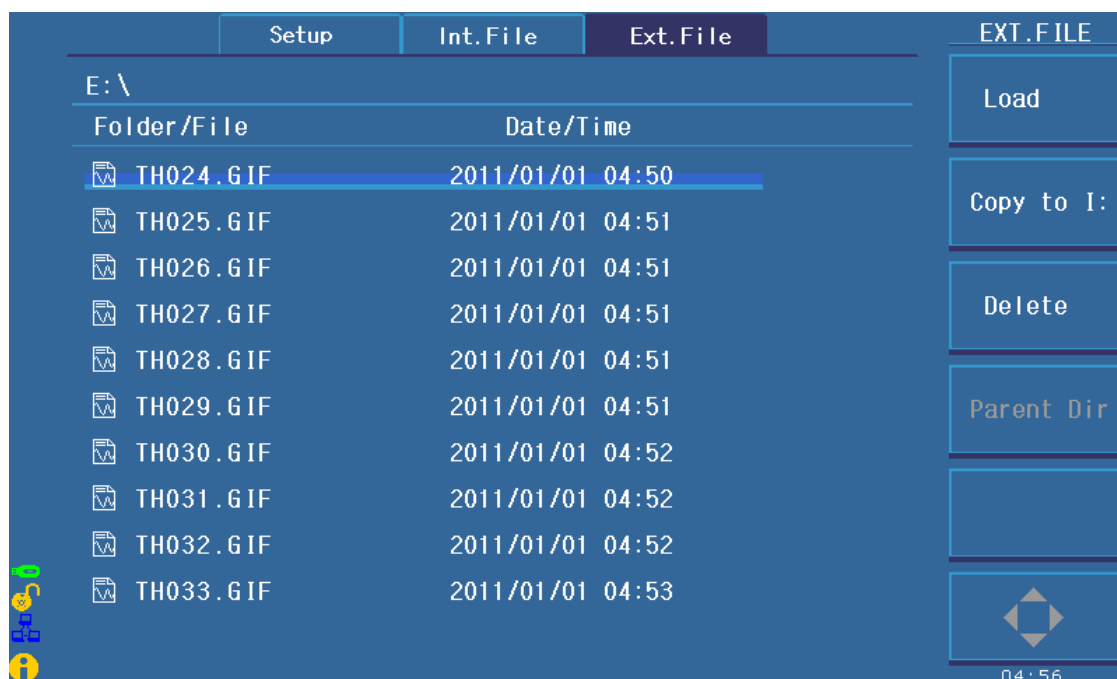 Setup Int.File Ext.File EXT.FILE
E:\
Folder/File Date/Time
TH024.GIF 2011/01/01 04:50
TH025.GIF 2011/01/01 04:51
TH026.GIF 2011/01/01 04:51
TH027.GIF 2011/01/01 04:51
TH028.GIF 2011/01/01 04:51
TH029.GIF 2011/01/01 04:51
TH030.GIF 2011/01/01 04:52
TH031.GIF 2011/01/01 04:52
TH032.GIF 2011/01/01 04:52
TH033.GIF 2011/01/01 04:53
Load
Copy to I:
Delete
Parent Dir
04:56